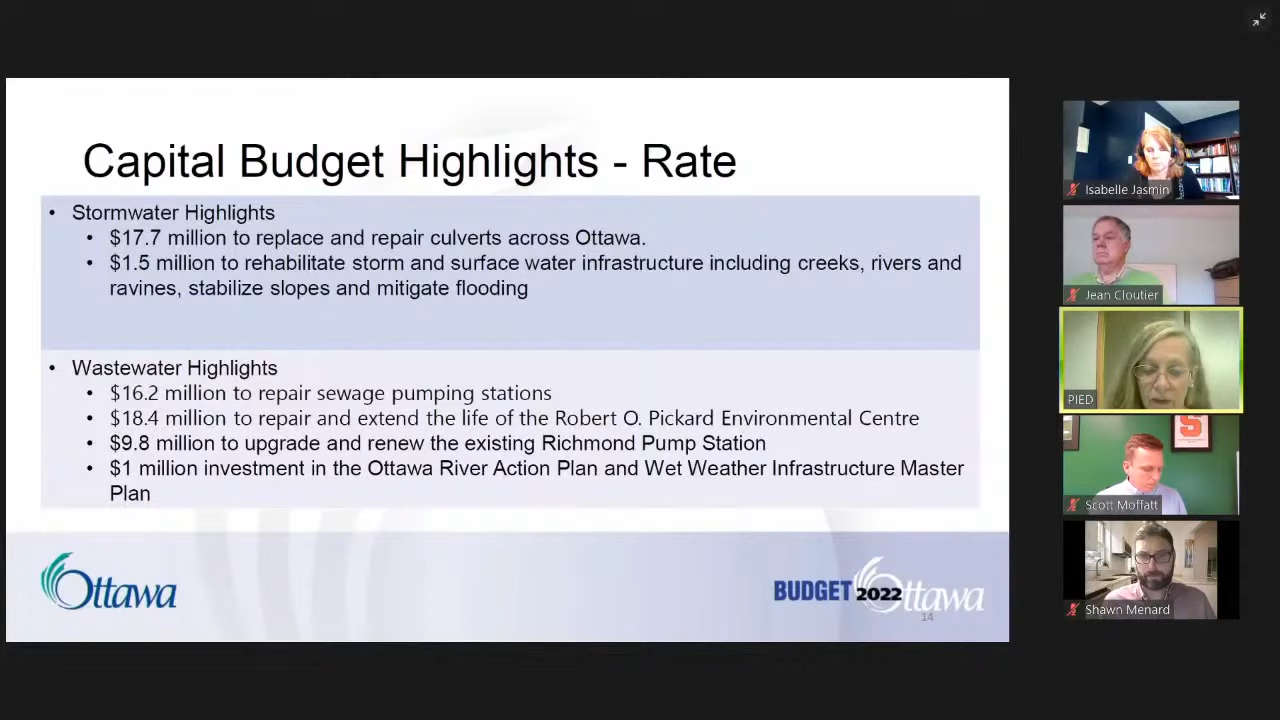 Capital Budget Highlights - Rate
• Stormwater Highlights
• $17.7 million to replace and repair culverts across Ottawa.
• $1.5 million to rehabilitate storm and surface water infrastructure including creeks, rivers and
ravines, stabilize slopes and mitigate flooding
• Wastewater Highlights
• $16.2 million to repair sewage pumping stations
• $18.4 million to repair and extend the life of the Robert O. Pickard Environmental Centre
• $9.8 million to upgrade and renew the existing Richmond Pump Station
• $1 million investment in the Ottawa River Action Plan and Wet Weather Infrastructure Master
Plan
Ottawa
BUDGET 2022 Ottawa
14
Isabelle Jasmin
Jean Cloutier
PIED
S
Scott Moffatt
Shawn Menard